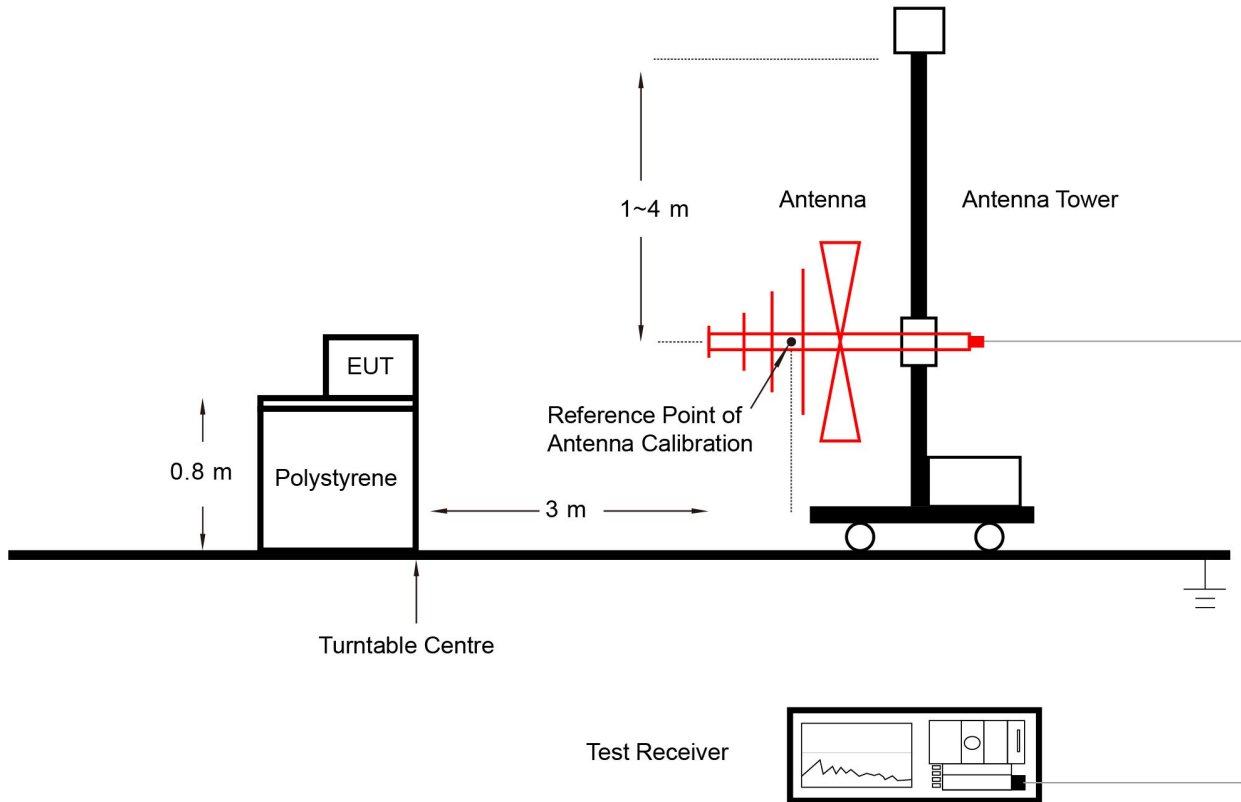 1~4 m
Antenna
Antenna Tower
EUT
Reference Point of
Antenna Calibration
0.8 m
Polystyrene
3 m
Turntable Centre
Test Receiver